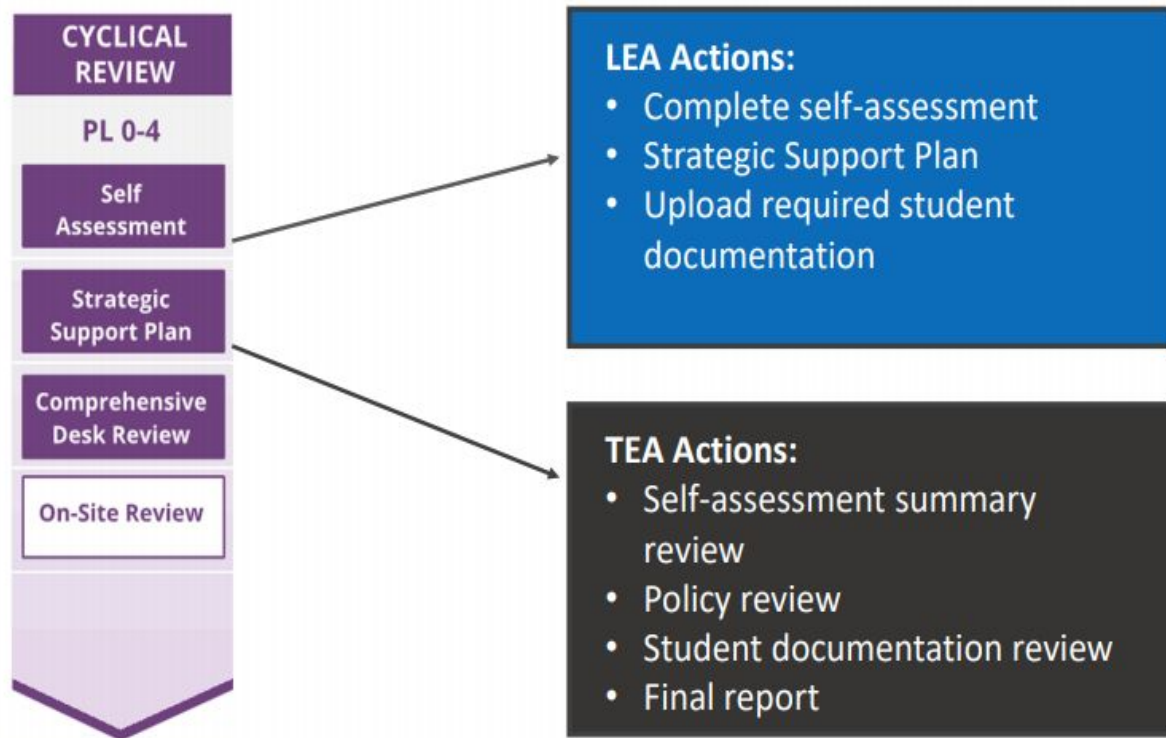 CYCLICAL
REVIEW
PL 0-4
Self
Assessment
Strategic
Support Plan
Comprehensive
Desk Review
On-Site Review
LEA Actions:
• Complete self-assessment
• Strategic Support Plan
• Upload required student
documentation
TEA Actions:
• Self-assessment summary
review
• Policy review
• Student documentation review
• Final report